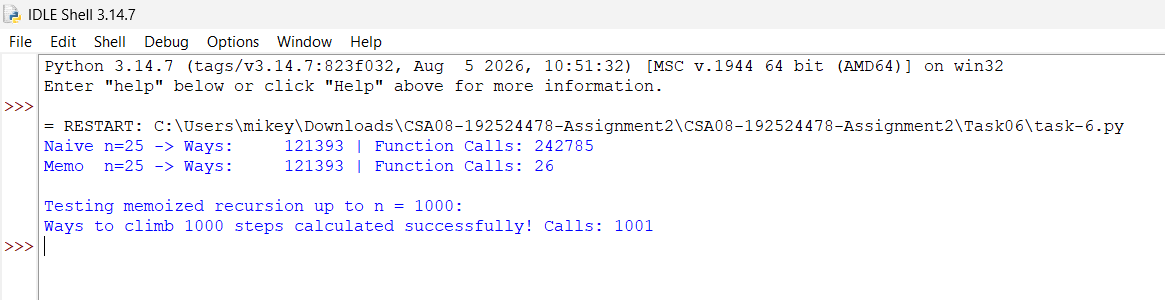 IDLE Shell 3.14.7
File Edit Shell Debug Options Window Help
Python 3.14.7 (tags/v3.14.7:823f032, Aug  5 2026, 10:51:32) [MSC v.1944 64 bit (AMD64)] on win32
Enter "help" below or click "Help" above for more information.
>>>
= RESTART: C:\Users\mikey\Downloads\CSA08-192524478-Assignment2\CSA08-192524478-Assignment2\Task06\task-6.py
Naive n=25 -> Ways:     121393 | Function Calls: 242785
Memo  n=25 -> Ways:     121393 | Function Calls: 26
Testing memoized recursion up to n = 1000:
Ways to climb 1000 steps calculated successfully! Calls: 1001
>>>